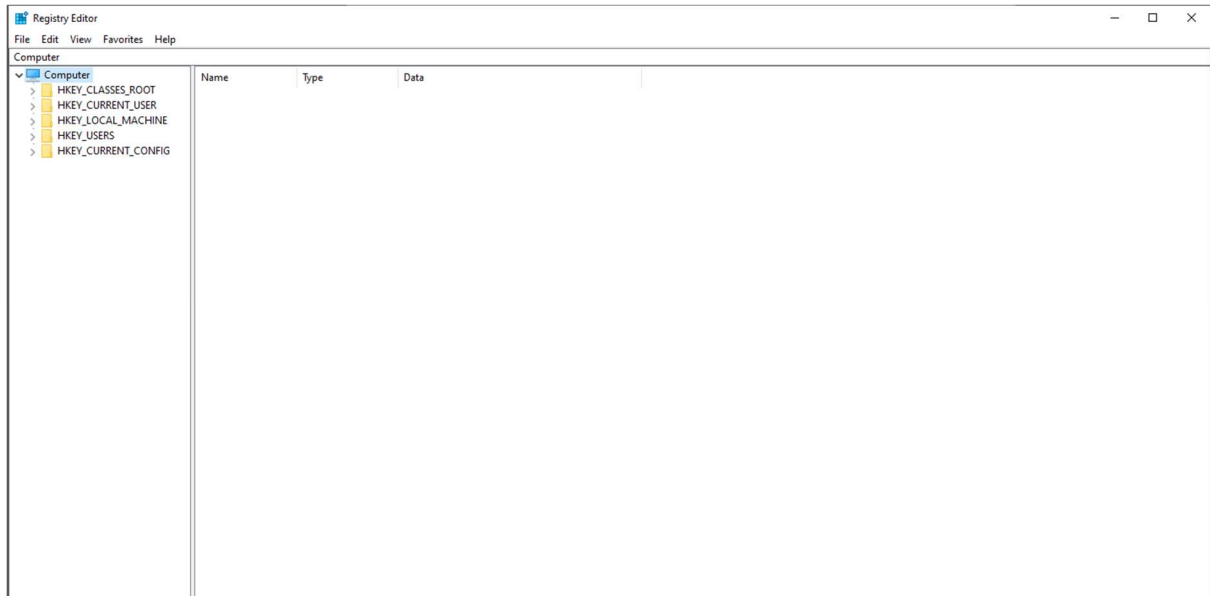 Registry Editor
File Edit View Favorites Help
Computer
Computer
HKEY_CLASSES_ROOT
HKEY_CURRENT_USER
HKEY_LOCAL_MACHINE
HKEY_USERS
HKEY_CURRENT_CONFIG
Name Type Data